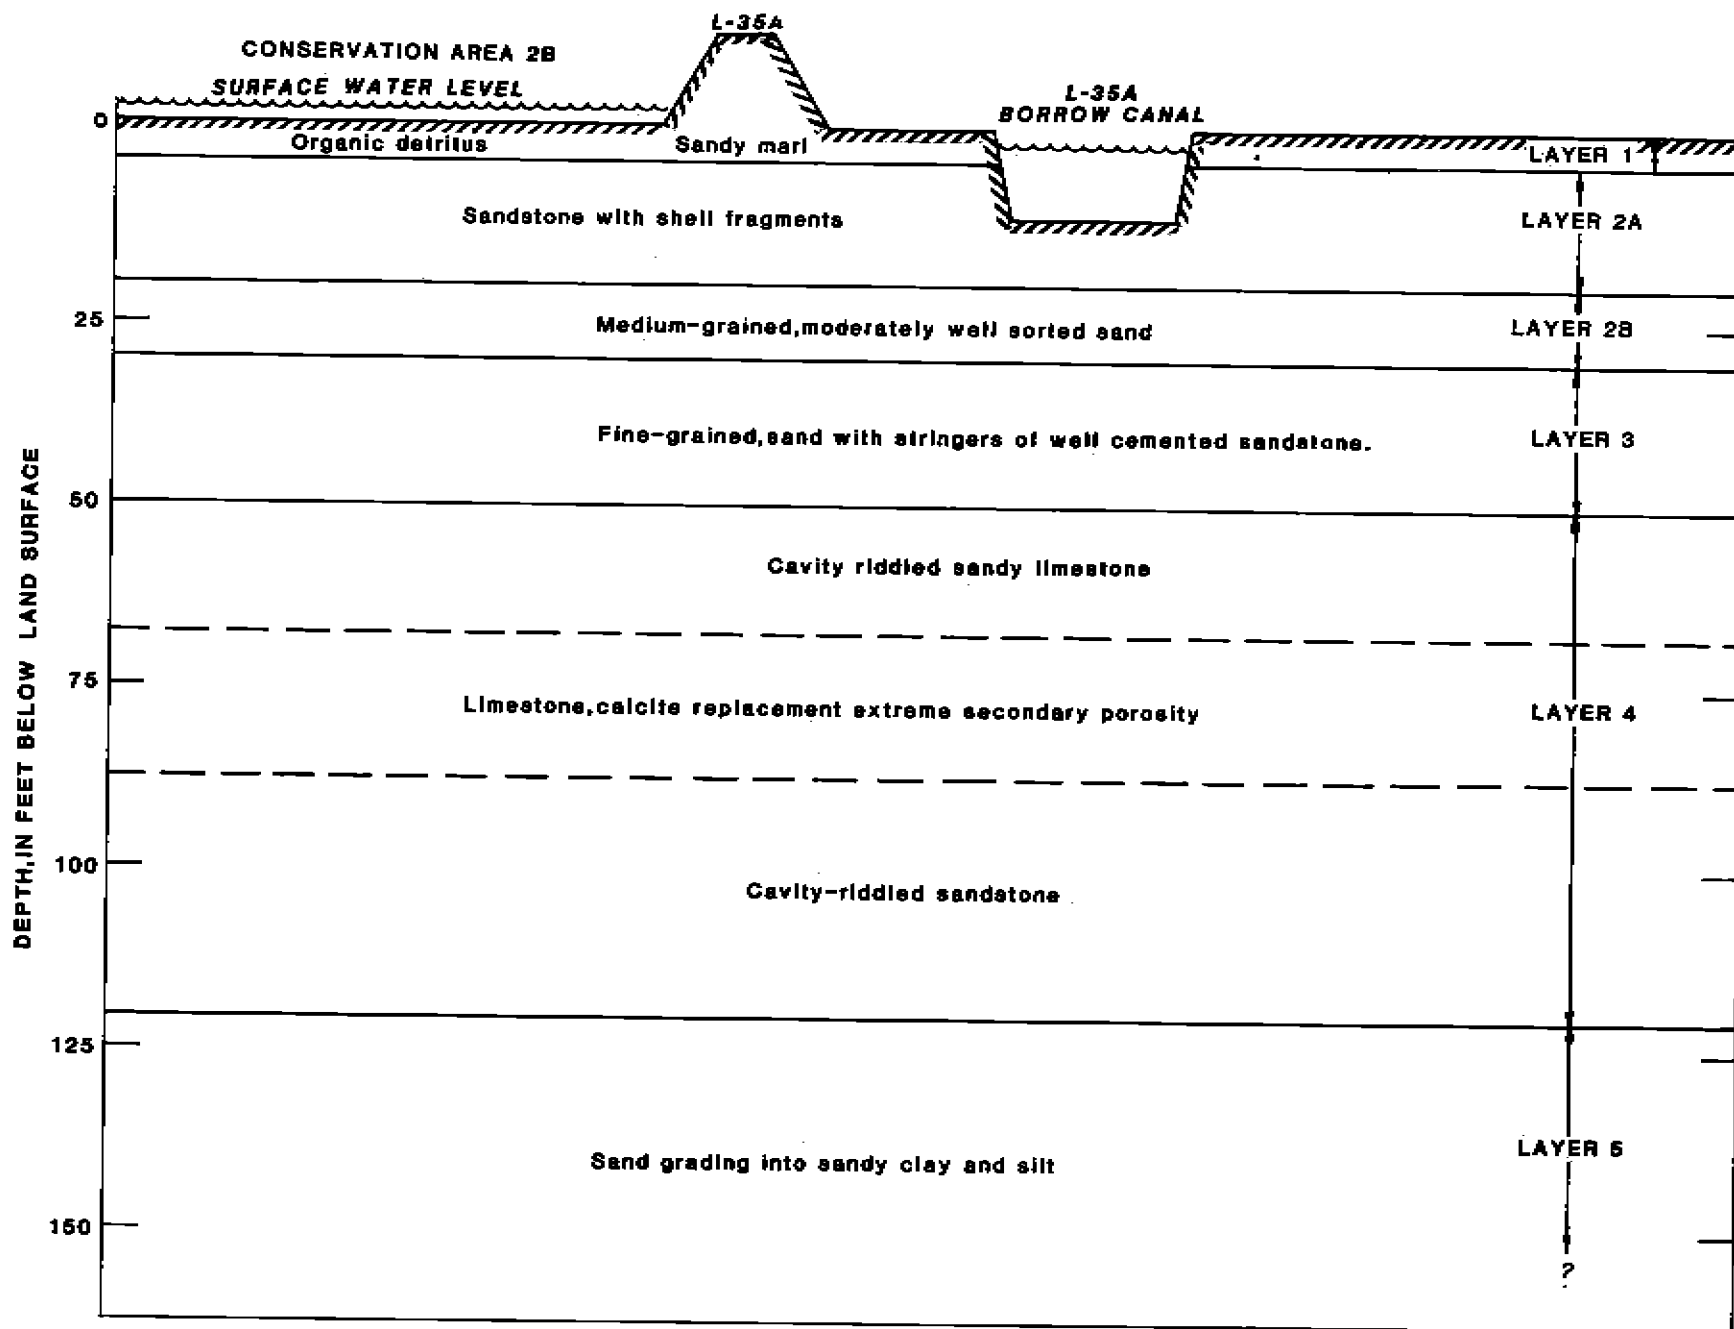 L-35A
CONSERVATION AREA 2B
SURFACE WATER LEVEL
L-35A
BORROW CANAL
0
Organic detritus
Sandy marl
LAYER 1
Sandstone with shell fragments
LAYER 2A
25
Medium-grained,moderately well sorted sand
LAYER 2B
Fine-grained,sand with stringers of well cemented sandstone.
LAYER 3
50
Cavity riddled sandy limestone
75
Limestone,calcite replacement extreme secondary porosity
LAYER 4
100
Cavity-riddled sandstone
125
Sand grading into sandy clay and silt
LAYER 5
150
?
DEPTH,IN FEET BELOW LAND SURFACE